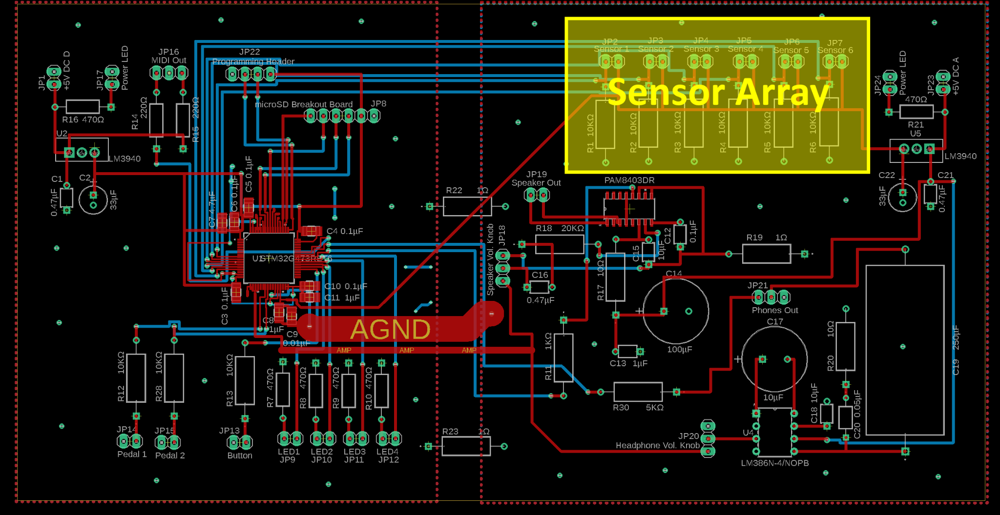 JP22
Programming Header
JP16
MIDI Out
JP1
+5V DC D
JP17
Power LED
R16 470Ω
R14
220Ω
R15
220Ω
U2
LM3940
C1
0.47µF
C2
33µF
microSD Breakout Board
JP8
C5 0.1µF
C6 0.1µF
C7 4.7µF
C4 0.1µF
U1
C10 0.1µF
C11 1µF
C3 0.1µF
C8
C9
0.01µF
AGND
AMP
AMP
AMP
R12
10KΩ
R28
10KΩ
R13
10KΩ
R7
470Ω
R8
470Ω
R9
470Ω
R10
470Ω
JP14
Pedal 1
JP15
Pedal 2
JP13
Button
LED1
JP9
LED2
JP10
LED3
JP11
LED4
JP12
R22
1Ω
R23
1Ω
JP2
Sensor 1
JP3
Sensor 2
JP4
Sensor 3
JP5
Sensor 4
JP6
Sensor 5
JP7
Sensor 6
Sensor Array
R1
10KΩ
R2
10KΩ
R3
10KΩ
R4
10KΩ
R5
10KΩ
R6
10KΩ
JP24
Power LED
JP23
+5V DC A
470Ω
R21
U5
LM3940
C22
33µF
C21
0.47µF
JP19
Speaker Out
PAM8403DR
R18
20KΩ
JP18
Speaker Vol. Knob
C16
0.47µF
C12
0.1µF
C15
10µF
R17
10Ω
R19
1Ω
C14
100µF
C13
1µF
R11
1KΩ
R30
5KΩ
JP21
Phones Out
C17
10µF
R20
10Ω
C19
250µF
C18
10µF
C20
0.05µF
U4
LM386N-4/NOPB
JP20
Headphone Vol. Knob